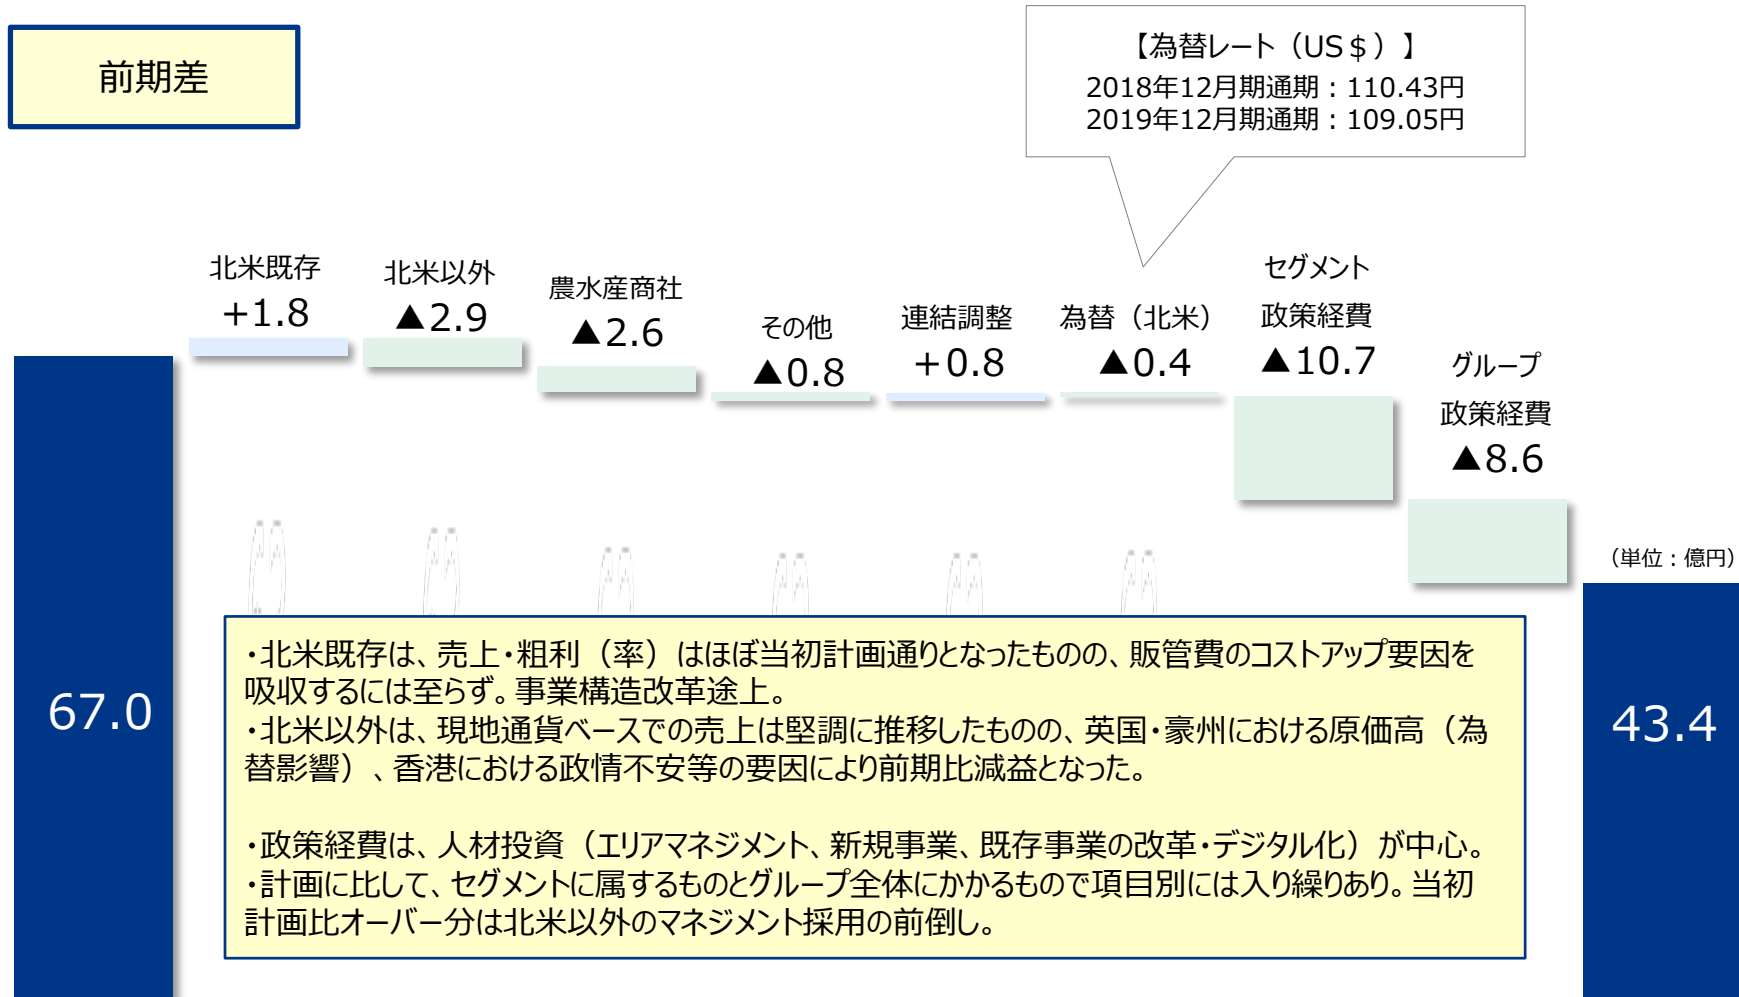 前期差
【為替レート（US＄）】
2018年12月期通期：110.43円
2019年12月期通期：109.05円
北米既存
+1.8
北米以外
▲2.9
農水産商社
▲2.6
その他
▲0.8
連結調整
+0.8
為替（北米）
▲0.4
セグメント
政策経費
▲10.7
グループ
政策経費
▲8.6
（単位：億円）
67.0
43.4
・北米既存は、売上・粗利（率）はほぼ当初計画通りとなったものの、販管費のコストアップ要因を
吸収するには至らず。事業構造改革途上。
・北米以外は、現地通貨ベースでの売上は堅調に推移したものの、英国・豪州における原価高（為
替影響）、香港における政情不安等の要因により前期比減益となった。
・政策経費は、人材投資（エリアマネジメント、新規事業、既存事業の改革・デジタル化）が中心。
・計画に比して、セグメントに属するものとグループ全体にかかるもので項目別には入り繰りあり。当初
計画比オーバー分は北米以外のマネジメント採用の前倒し。